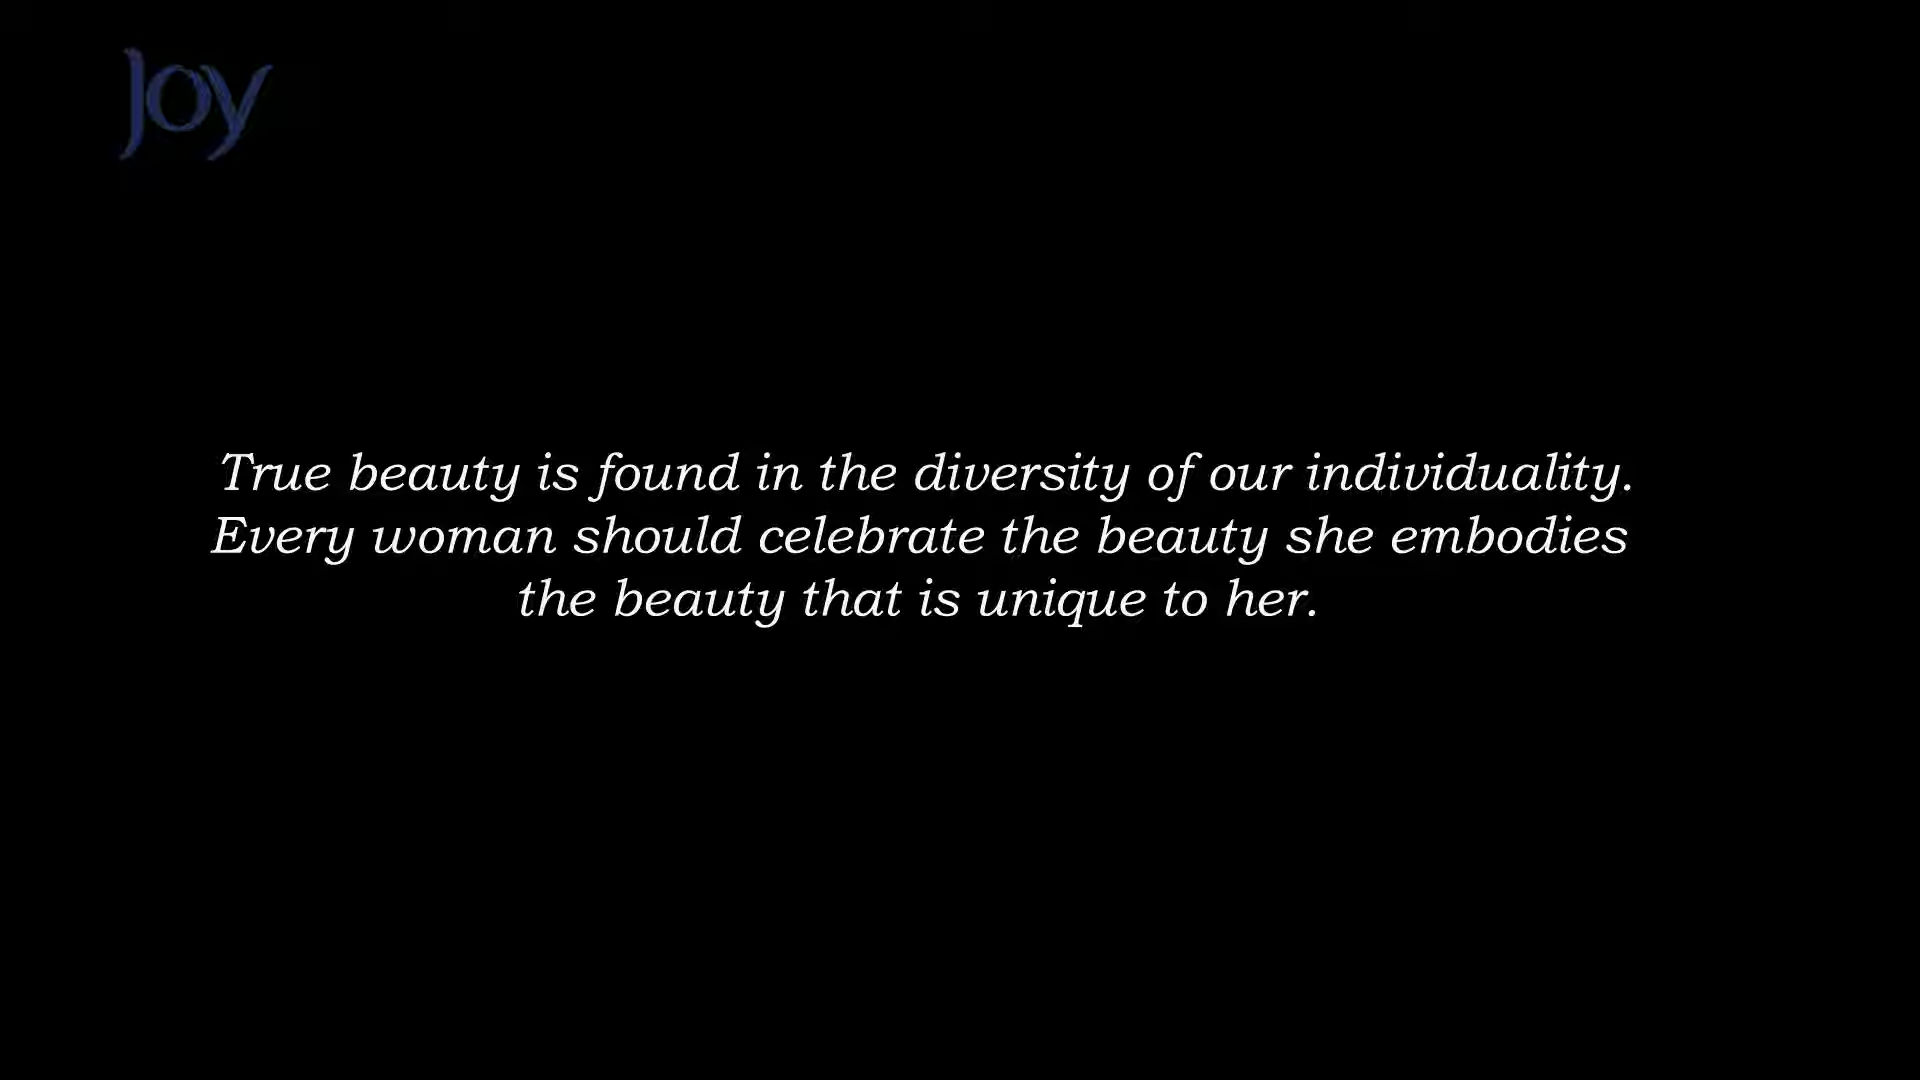 Joy
True beauty is found in the diversity of our individuality.
Every woman should celebrate the beauty she embodies
the beauty that is unique to her.